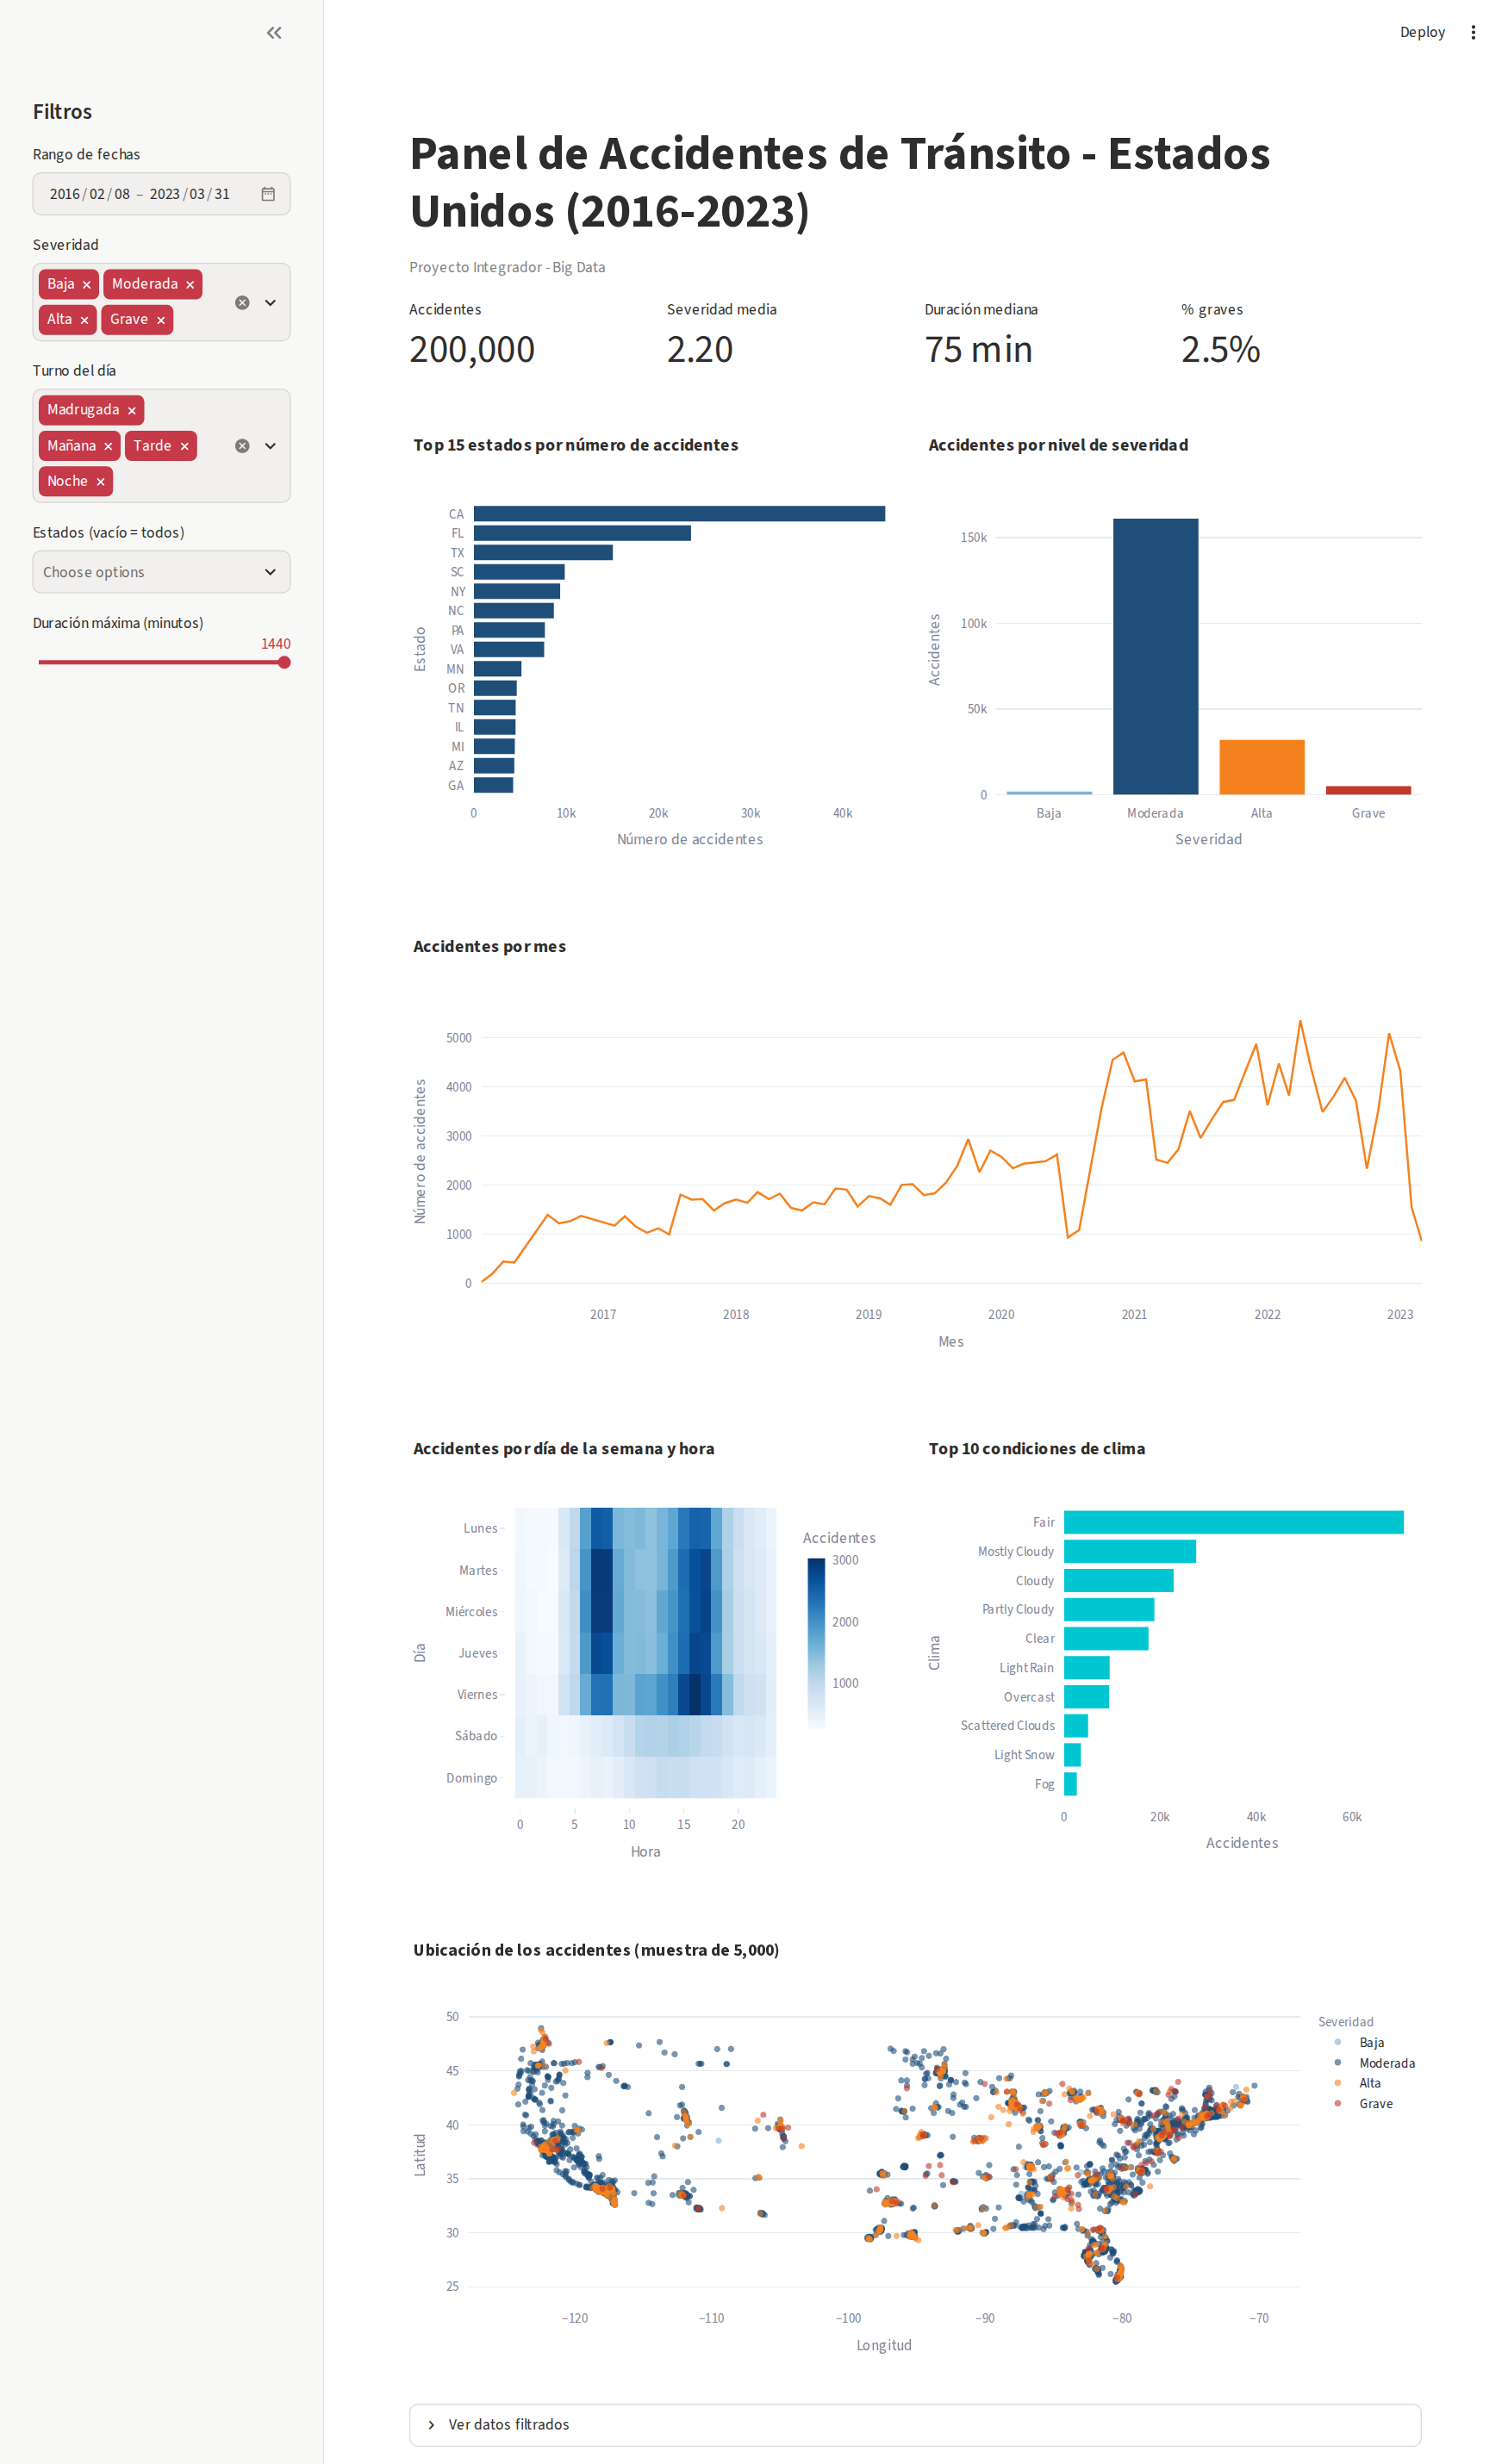 Deploy
Filtros
Rango de fechas
2016/02/08 – 2023/03/31
Severidad
Baja
Moderada
Alta
Grave
Turno del día
Madrugada
Mañana
Tarde
Noche
Estados (vacío = todos)
Choose options
Duración máxima (minutos)
1440
Panel de Accidentes de Tránsito - Estados
Unidos (2016-2023)
Proyecto Integrador - Big Data
Accidentes
200,000
Severidad media
2.20
Duración mediana
75 min
% graves
2.5%
Top 15 estados por número de accidentes
Estado
CA
FL
TX
SC
NY
NC
PA
VA
MN
OR
TN
IL
MI
AZ
GA
0 10k 20k 30k 40k
Número de accidentes
Accidentes por nivel de severidad
Accidentes
150k
100k
50k
0
Baja Moderada Alta Grave
Severidad
Accidentes por mes
Número de accidentes
5000
4000
3000
2000
1000
0
2017 2018 2019 2020 2021 2022 2023
Mes
Accidentes por día de la semana y hora
Día
Lunes
Martes
Miércoles
Jueves
Viernes
Sábado
Domingo
0 5 10 15 20
Hora
Accidentes
3000
2000
1000
Top 10 condiciones de clima
Clima
Fair
Mostly Cloudy
Cloudy
Partly Cloudy
Clear
Light Rain
Overcast
Scattered Clouds
Light Snow
Fog
0 20k 40k 60k
Accidentes
Ubicación de los accidentes (muestra de 5,000)
Latitud
50
45
40
35
30
25
−120 −110 −100 −90 −80 −70
Longitud
Severidad
Baja
Moderada
Alta
Grave
Ver datos filtrados